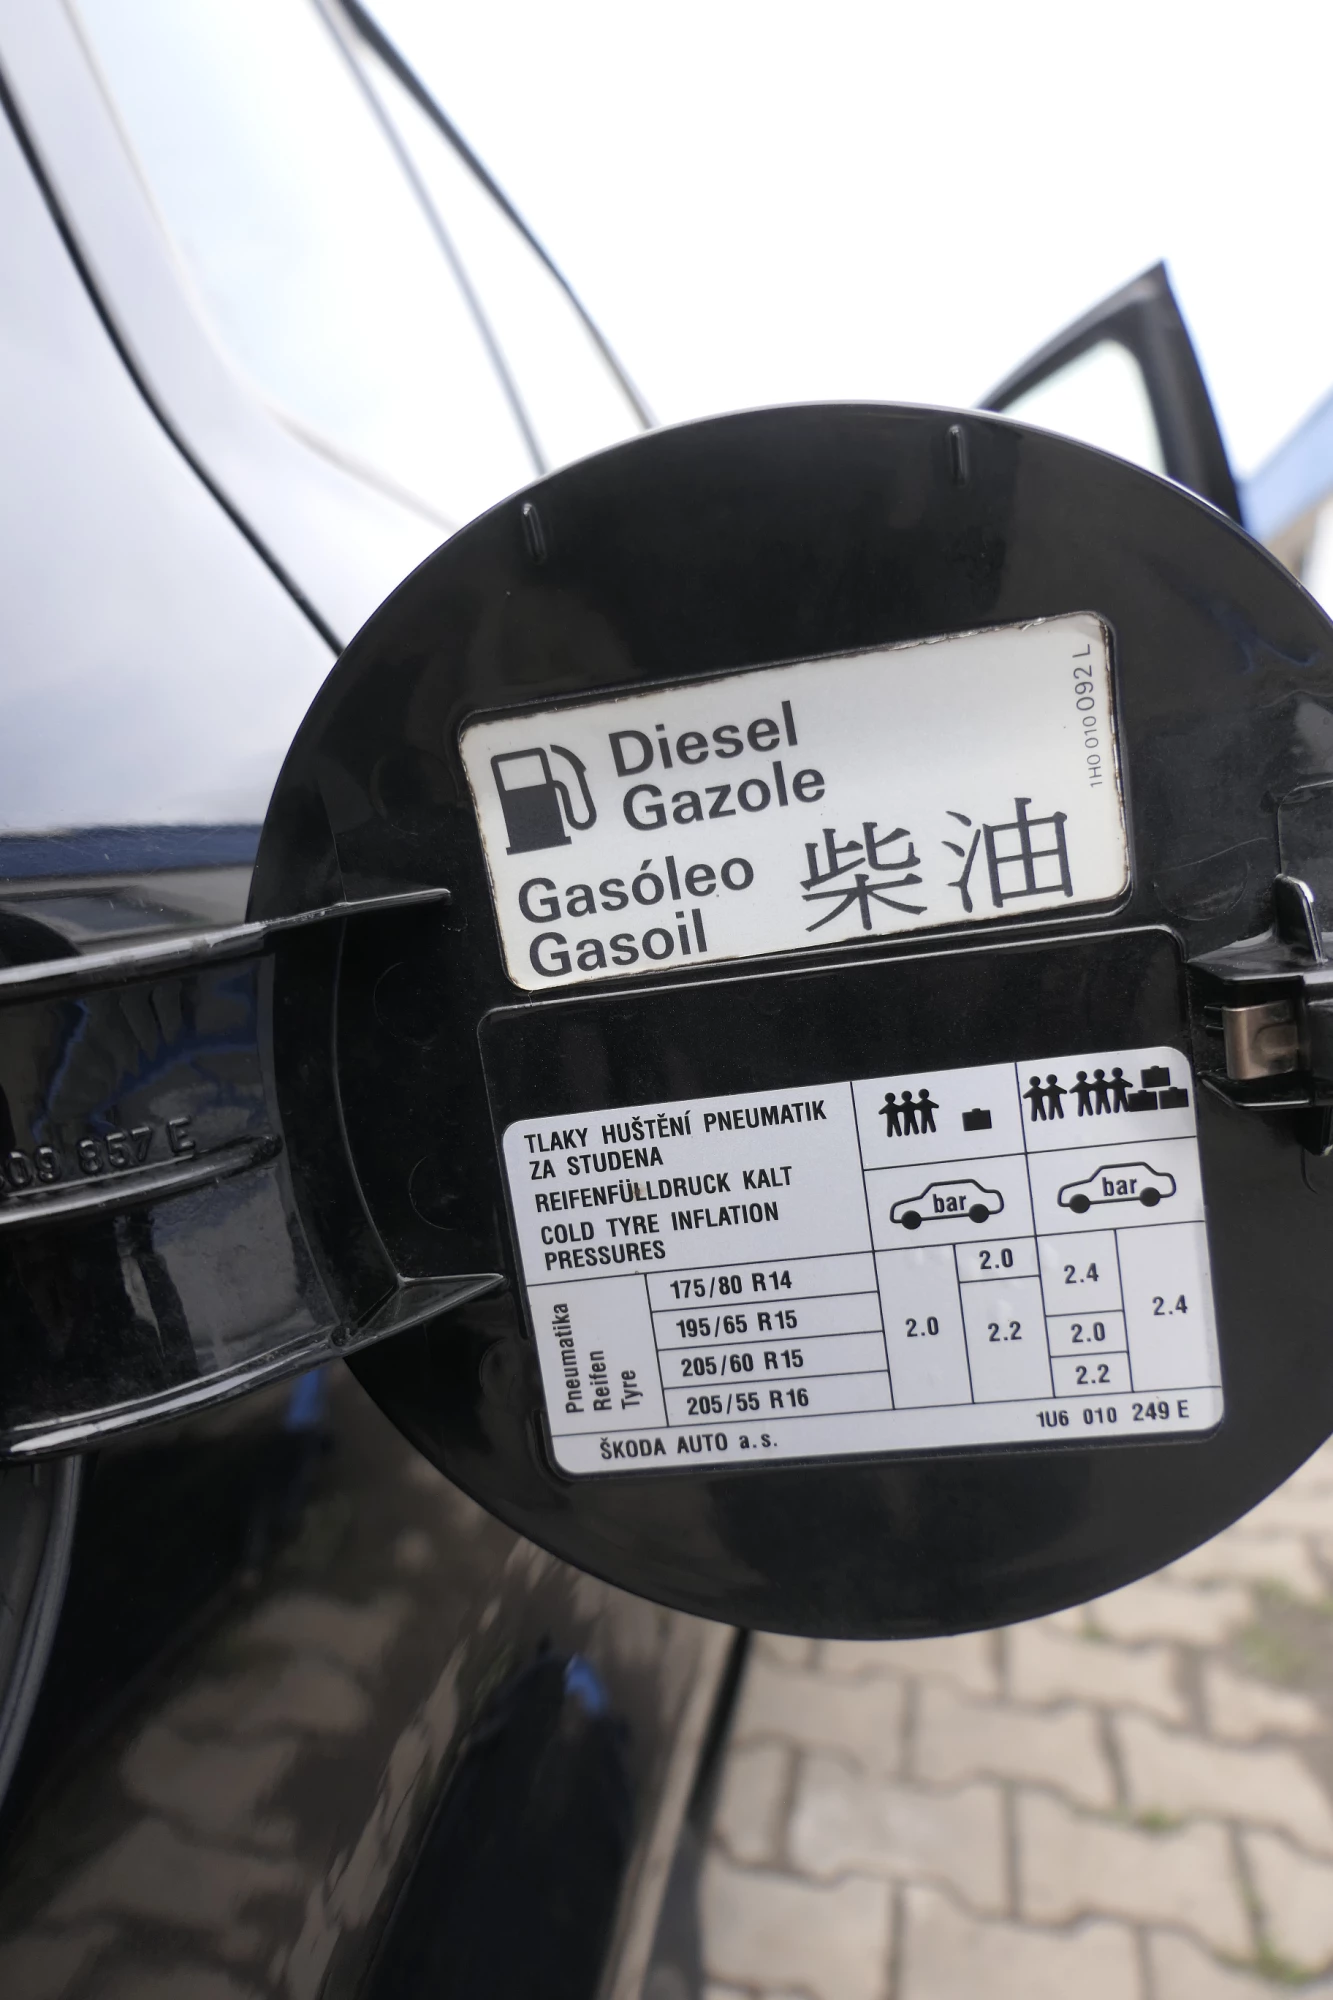 Diesel
Gazole
Gasóleo
Gasoil
柴油
1H0 010 092 L
TLAKY HUŠTĚNÍ PNEUMATIK
ZA STUDENA
REIFENFÜLLDRUCK KALT
COLD TYRE INFLATION
PRESSURES
bar
bar
Pneumatika
Reifen
Tyre
175/80 R14
195/65 R15
205/60 R15
205/55 R16
2.0
2.0
2.2
2.4
2.0
2.2
2.4
ŠKODA AUTO a.s.
1U6 010 249 E
09 857 E